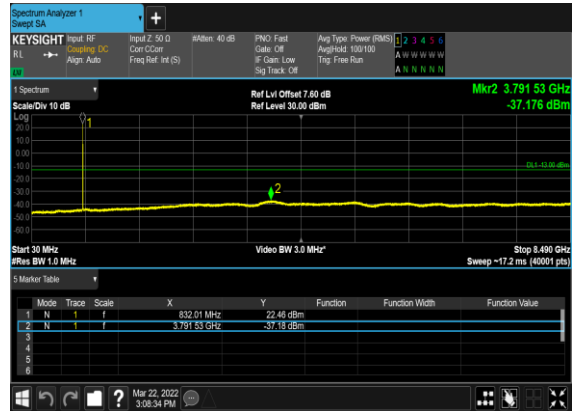 Spectrum Analyzer 1
Swept SA
+
KEYSIGHT Input: RF Input Z: 50 Ω #Atten: 40 dB PNO: Fast Avg Type: Power (RMS) 1 2 3 4 5 6
RL Coupling: DC Corr CCorr Gate: Off Avg|Hold: 100/100 A W W W W W
Align: Auto Freq Ref: Int (S) IF Gain: Low Trig: Free Run
Sig Track: Off A N N N N N
1 Spectrum
Ref Lvl Offset 7.60 dB Mkr2 3.791 53 GHz
Scale/Div 10 dB Ref Level 30.00 dBm -37.176 dBm
Log
1
20.0
10.0
0.00
-10.0
DL1 -13.00 dBm
-20.0
-30.0
2
-40.0
-50.0
-60.0
Start 30 MHz Video BW 3.0 MHz* Stop 8.490 GHz
#Res BW 1.0 MHz Sweep ~17.2 ms (40001 pts)
5 Marker Table
Mode Trace Scale X Y Function Function Width Function Value
1 N 1 f 832.01 MHz 22.46 dBm
2 N 1 f 3.791 53 GHz -37.18 dBm
3
4
5
6
? Mar 22, 2022
3:08:34 PM